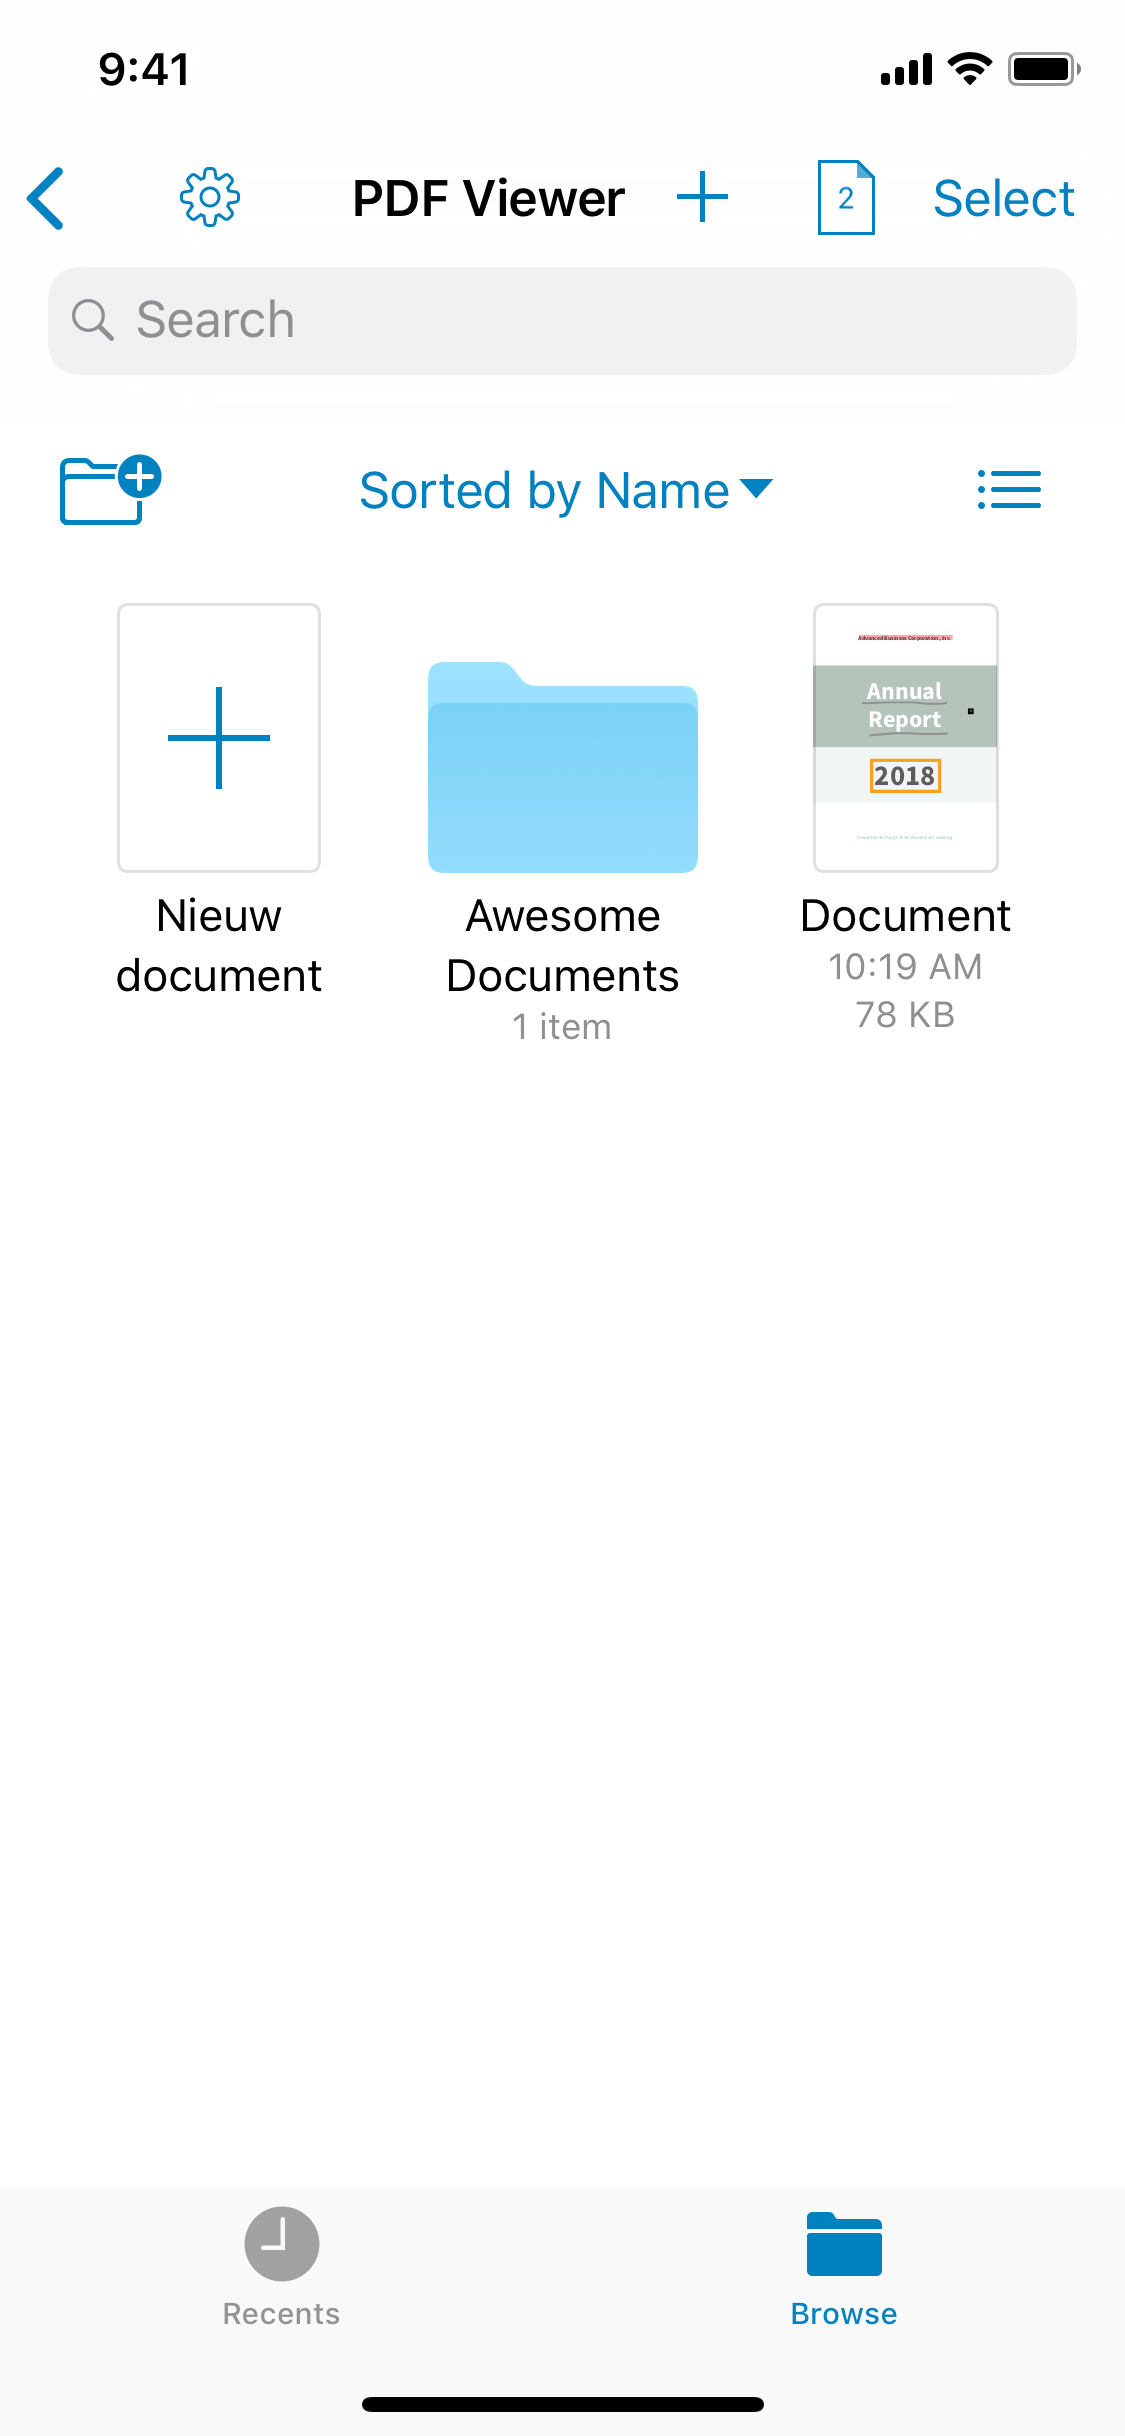 9:41
PDF Viewer
2
Select
Search
Sorted by Name
Advanced Business Corporation, Inc.
Annual
Report
2018
Nieuw
document
Awesome
Documents
1 item
Document
10:19 AM
78 KB
Recents
Browse